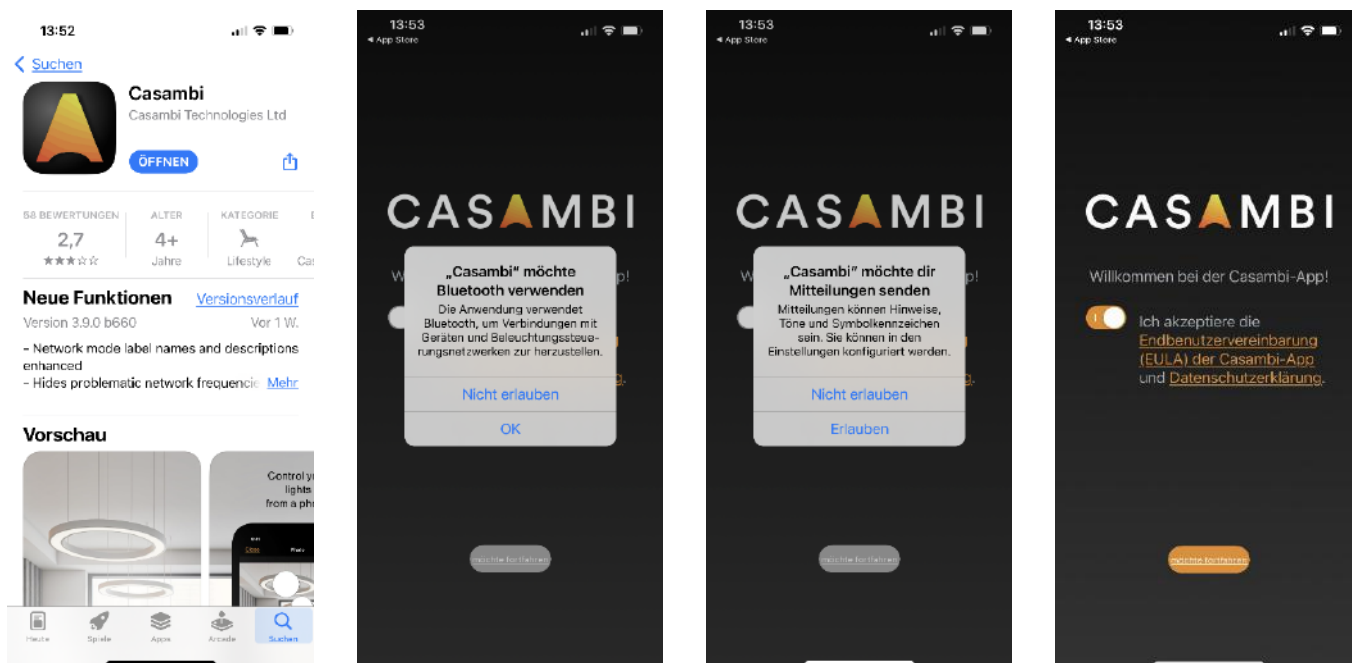 13:52
Suchen
Casambi
Casambi Technologies Ltd
ÖFFNEN
58 BEWERTUNGEN ALTER KATEGORIE
2,7 4+
Jahre Lifestyle
Neue Funktionen Versionsverlauf
Version 3.9.0 b660 Vor 1 W.
– Network mode label names and descriptions
enhanced
– Hides problematic network frequencie Mehr
Vorschau
Control y
lights
from a ph
Heute Spiele Apps Arcade Suchen
13:53
App Store
CASAMBI
W p!
„Casambi“ möchte
Bluetooth verwenden
Die Anwendung verwendet
Bluetooth, um Verbindungen mit
Geräten und Beleuchtungssteue-
rungsnetzwerken zur herzustellen.
Nicht erlauben
OK
möchte fortfahren
13:53
App Store
CASAMBI
W p!
„Casambi“ möchte dir
Mitteilungen senden
Mitteilungen können Hinweise,
Töne und Symbolkennzeichen
sein. Sie können in den
Einstellungen konfiguriert werden.
Nicht erlauben
Erlauben
möchte fortfahren
13:53
App Store
CASAMBI
Willkommen bei der Casambi-App!
Ich akzeptiere die
Endbenutzervereinbarung
(EULA) der Casambi-App
und Datenschutzerklärung.
möchte fortfahren